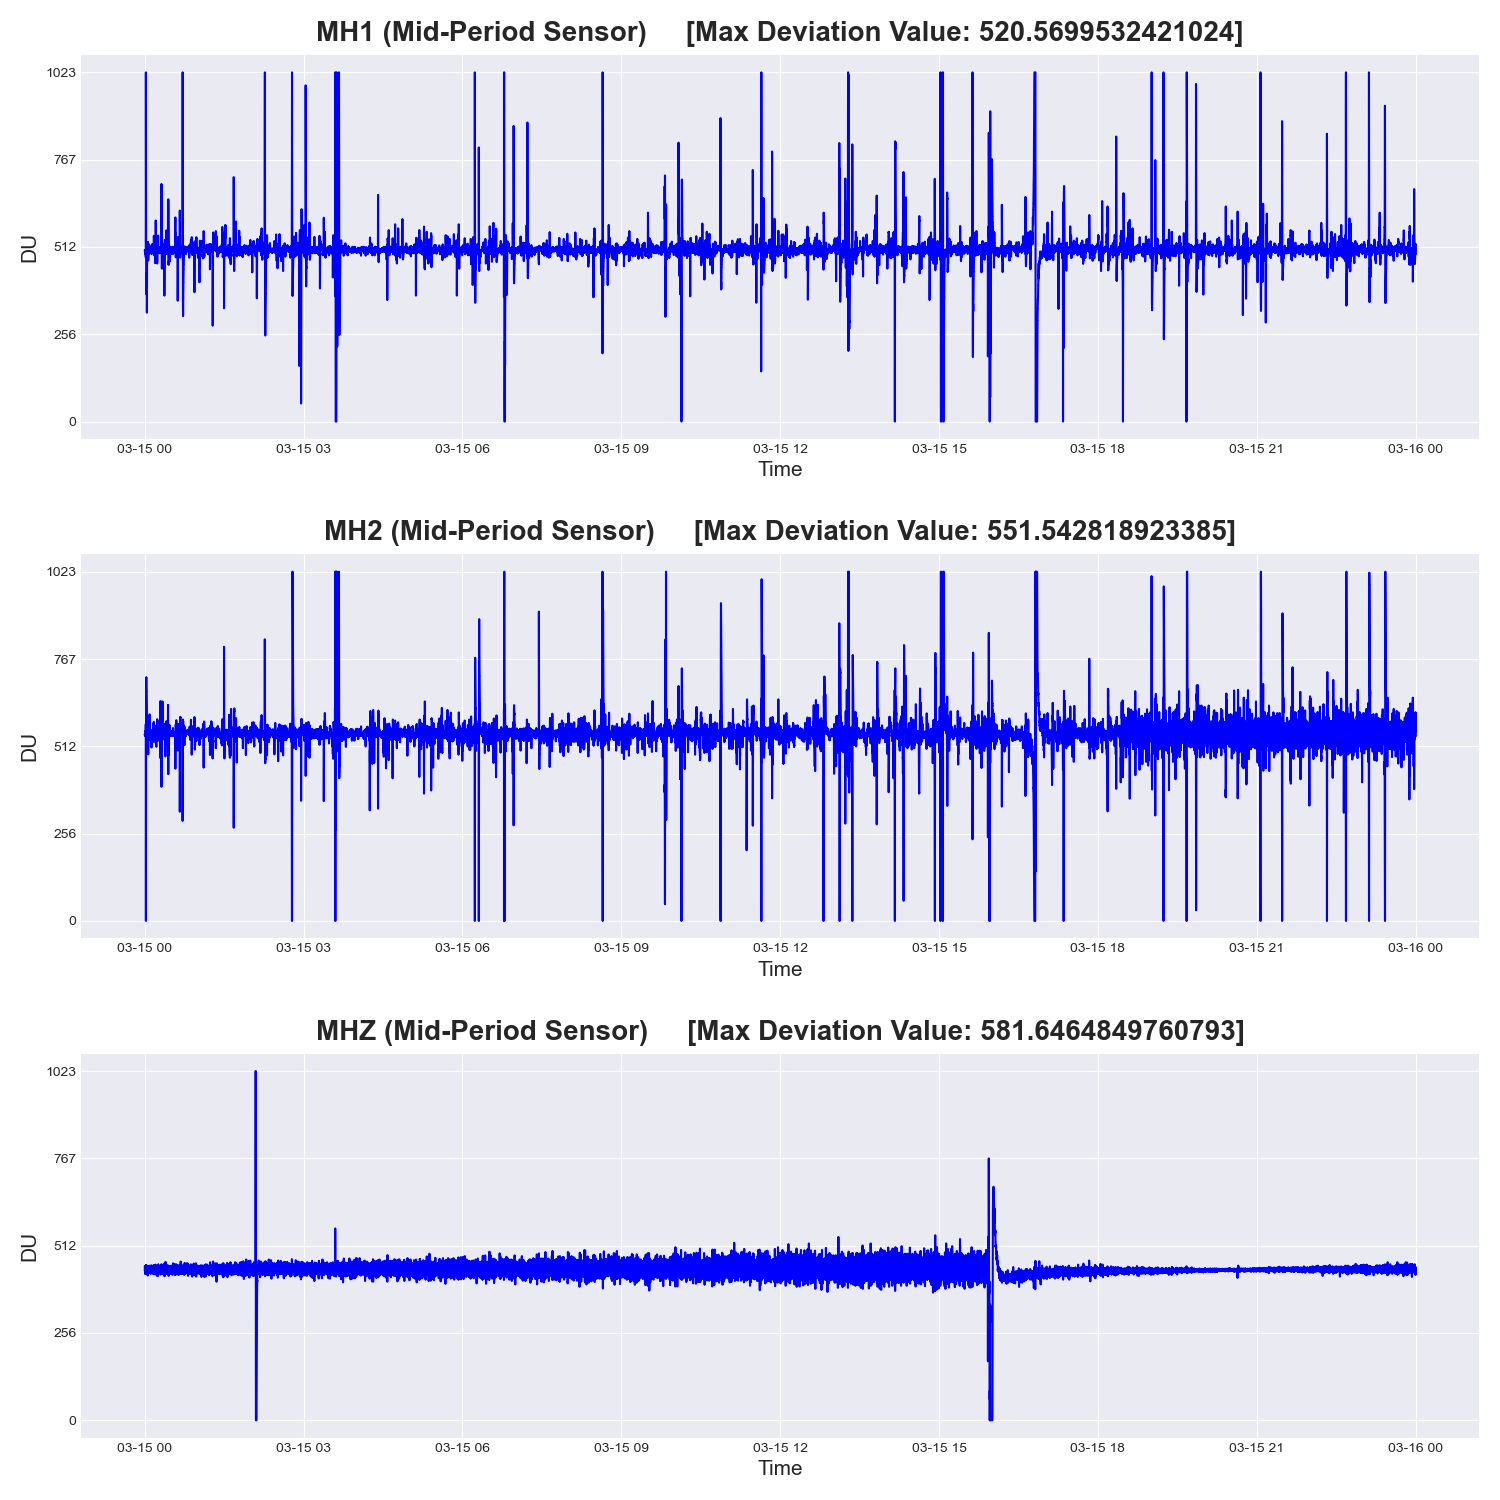 MH1 (Mid-Period Sensor) [Max Deviation Value: 520.5699532421024]
1023
767
512
256
0
DU
03-15 00 03-15 03 03-15 06 03-15 09 03-15 12 03-15 15 03-15 18 03-15 21 03-16 00
Time
MH2 (Mid-Period Sensor) [Max Deviation Value: 551.542818923385]
1023
767
512
256
0
DU
03-15 00 03-15 03 03-15 06 03-15 09 03-15 12 03-15 15 03-15 18 03-15 21 03-16 00
Time
MHZ (Mid-Period Sensor) [Max Deviation Value: 581.6464849760793]
1023
767
512
256
0
DU
03-15 00 03-15 03 03-15 06 03-15 09 03-15 12 03-15 15 03-15 18 03-15 21 03-16 00
Time